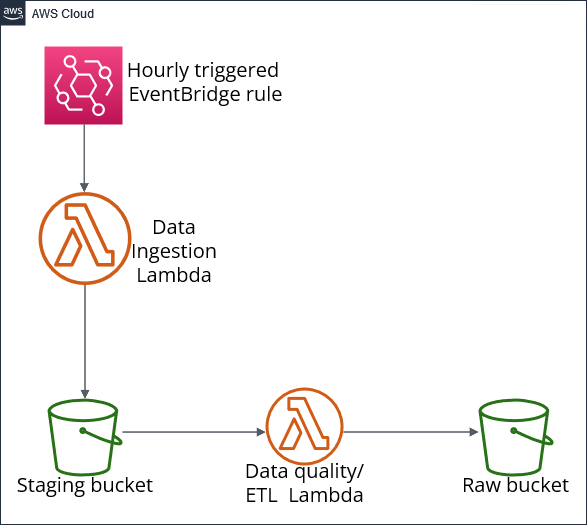 aws
AWS Cloud
Hourly triggered
EventBridge rule
Data
Ingestion
Lambda
Staging bucket
Data quality/
ETL  Lambda
Raw bucket